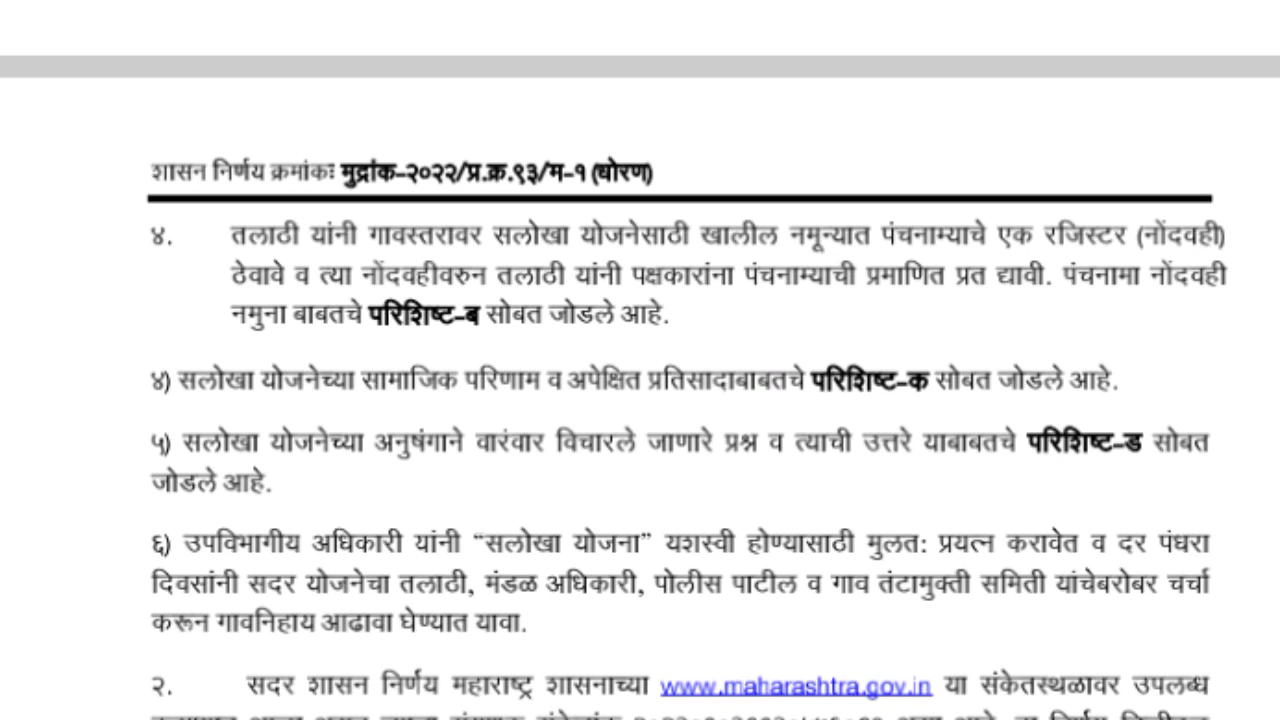 शासन निर्णय क्रमांकः मुद्रांक-२०२२/प्र.क्र.९३/म-१ (धोरण)
४. तलाठी यांनी गावस्तरावर सलोखा योजनेसाठी खालील नमून्यात पंचनाम्याचे एक रजिस्टर (नोंदवही)
ठेवावे व त्या नोंदवहीवरुन तलाठी यांनी पक्षकारांना पंचनाम्याची प्रमाणित प्रत द्यावी. पंचनामा नोंदवही
नमुना बाबतचे परिशिष्ट-ब सोबत जोडले आहे.
४) सलोखा योजनेच्या सामाजिक परिणाम व अपेक्षित प्रतिसादाबाबतचे परिशिष्ट-क सोबत जोडले आहे.
५) सलोखा योजनेच्या अनुषंगाने वारंवार विचारले जाणारे प्रश्न व त्याची उत्तरे याबाबतचे परिशिष्ट-ड सोबत
जोडले आहे.
६) उपविभागीय अधिकारी यांनी "सलोखा योजना" यशस्वी होण्यासाठी मुलत: प्रयत्न करावेत व दर पंधरा
दिवसांनी सदर योजनेचा तलाठी, मंडळ अधिकारी, पोलीस पाटील व गाव तंटामुक्ती समिती यांचेबरोबर चर्चा
करून गावनिहाय आढावा घेण्यात यावा.
२. सदर शासन निर्णय महाराष्ट्र शासनाच्या www.maharashtra.gov.in या संकेतस्थळावर उपलब्ध